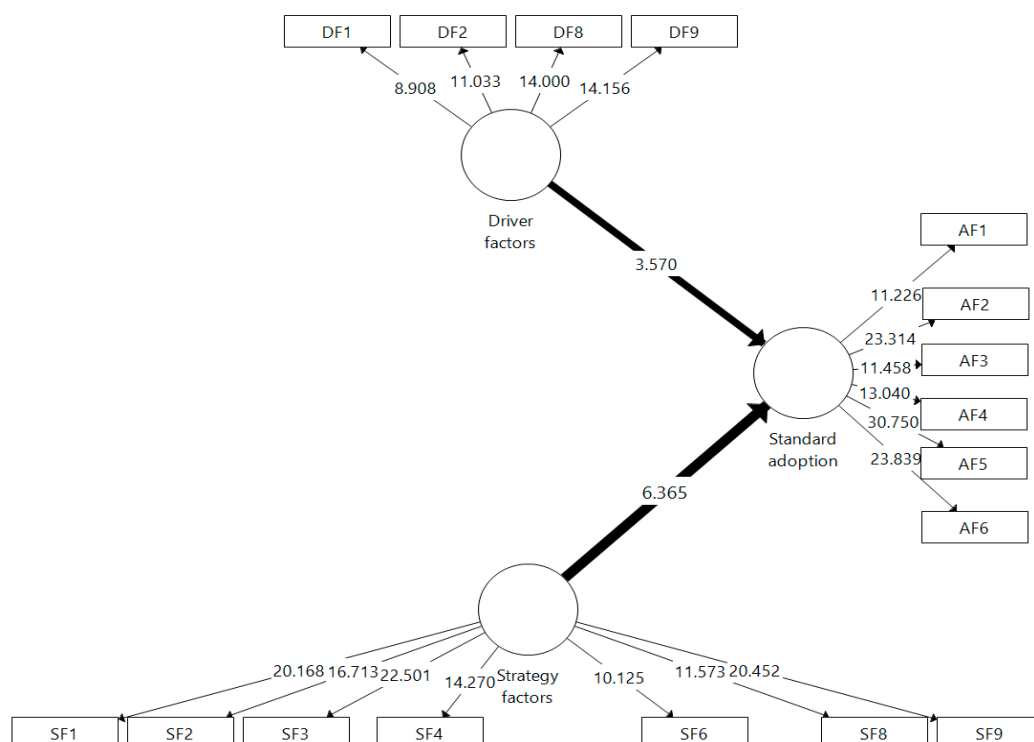 DF1
DF2
DF8
DF9
8.908
11.033
14.000
14.156
Driver
factors
3.570
AF1
11.226
AF2
23.314
AF3
11.458
13.040
AF4
30.750
Standard
adoption
23.839
AF5
AF6
6.365
20.168
16.713
22.501
14.270
Strategy
factors
10.125
11.573
20.452
SF1
SF2
SF3
SF4
SF6
SF8
SF9